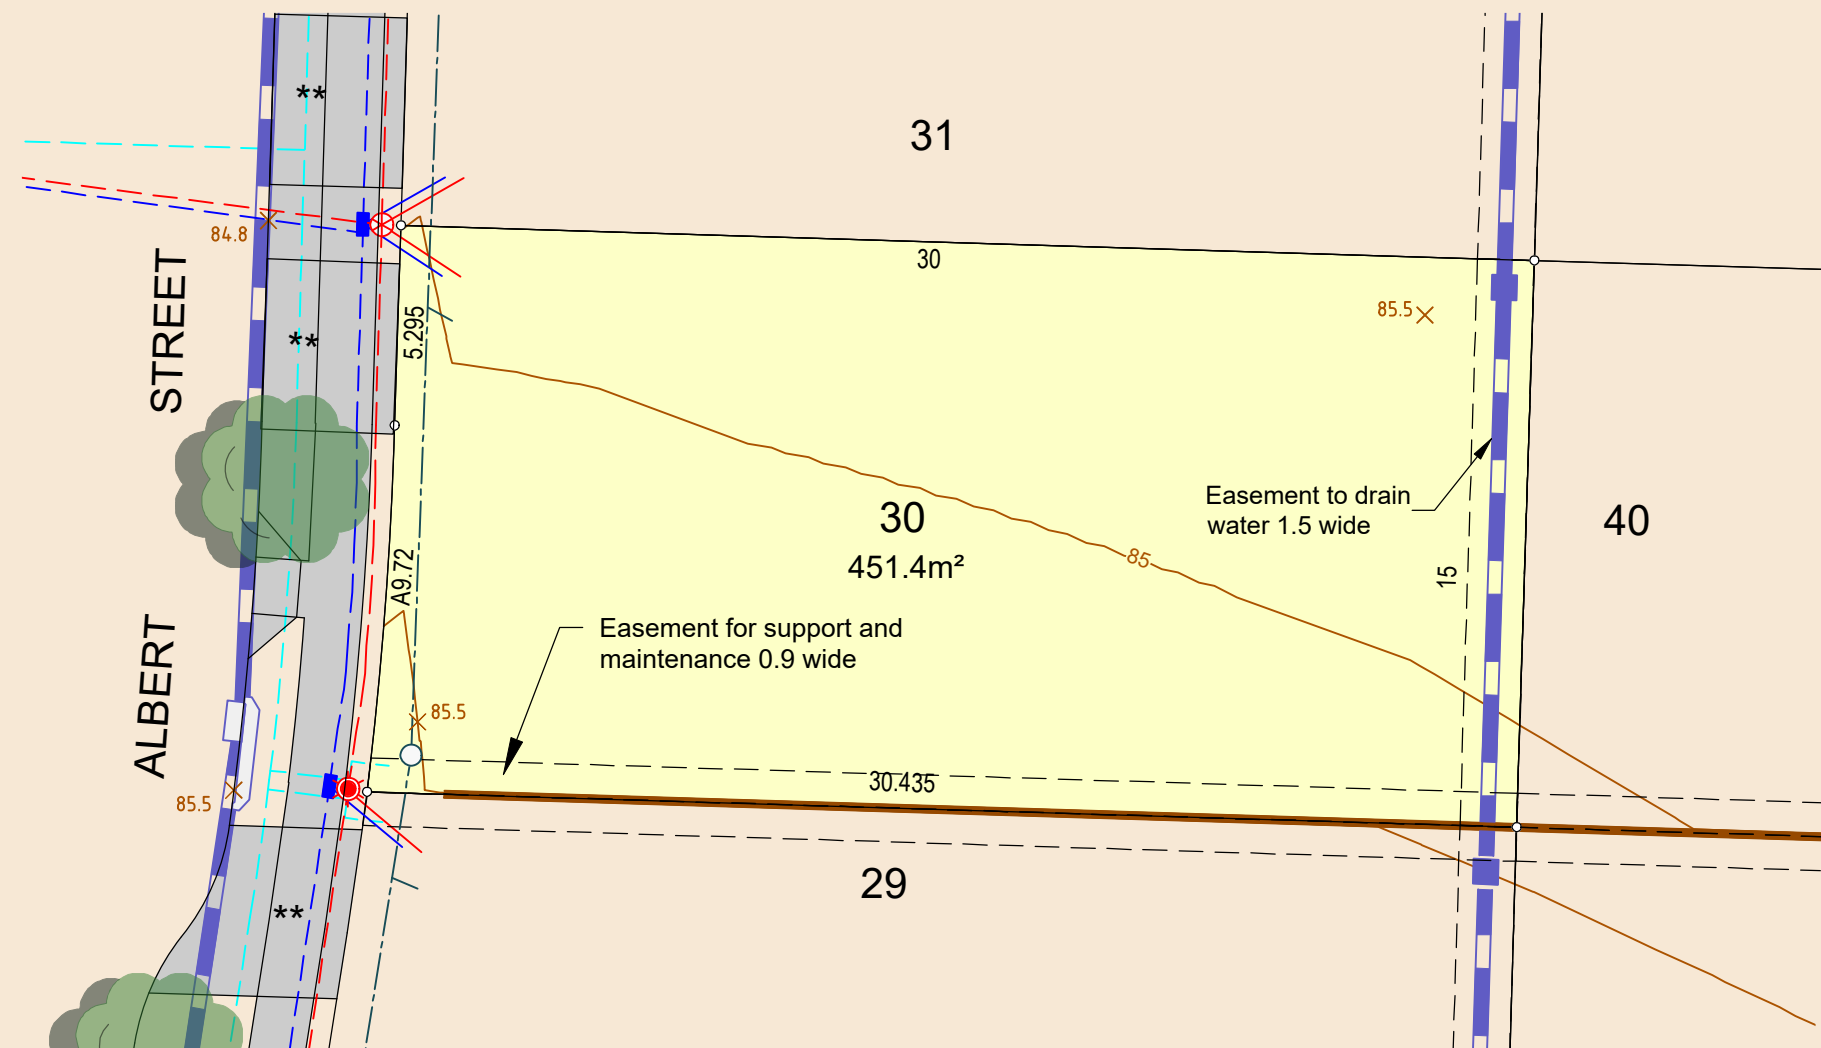 **
31
84.8
30
STREET
5.295
85.5
**
Easement to drain
water 1.5 wide
30
451.4m²
40
85
15
A9.72
Easement for support and
maintenance 0.9 wide
ALBERT
85.5
30.435
85.5
29
**